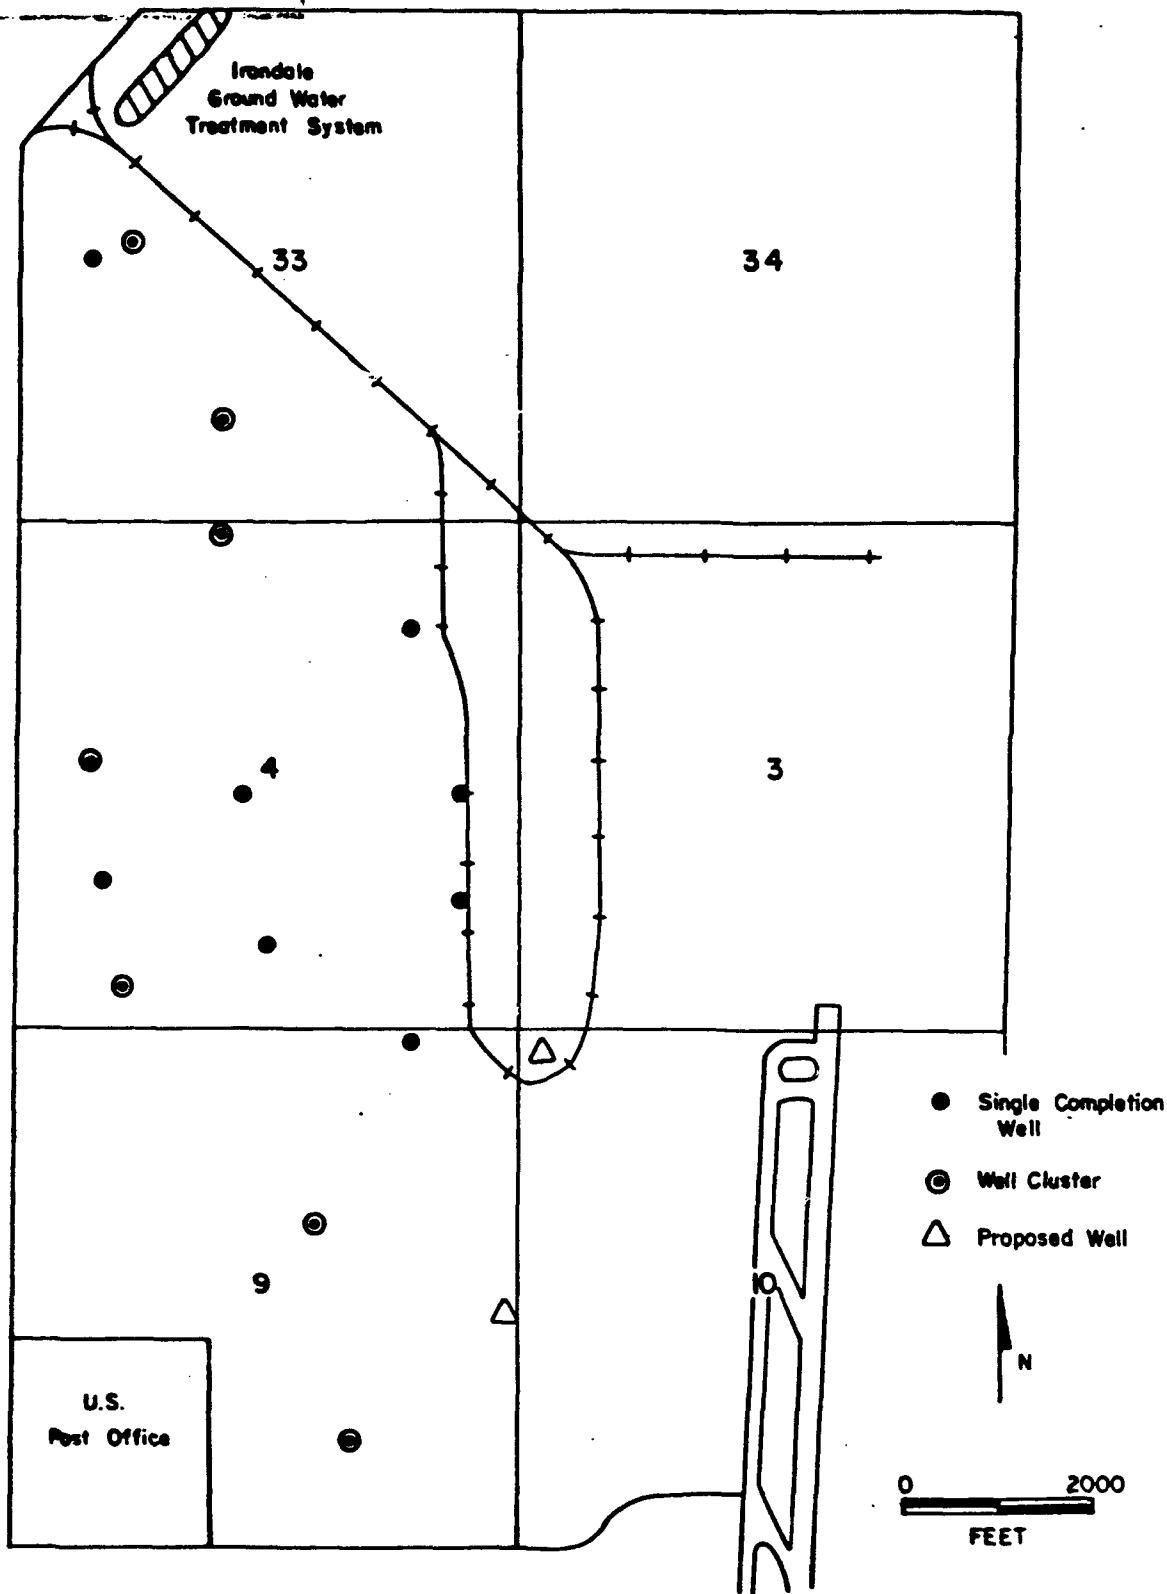 Irondale
Ground Water
Treatment System
33
34
4
3
Single Completion
Well
Well Cluster
Proposed Well
9
10
N
U.S.
Post Office
0 2000
FEET